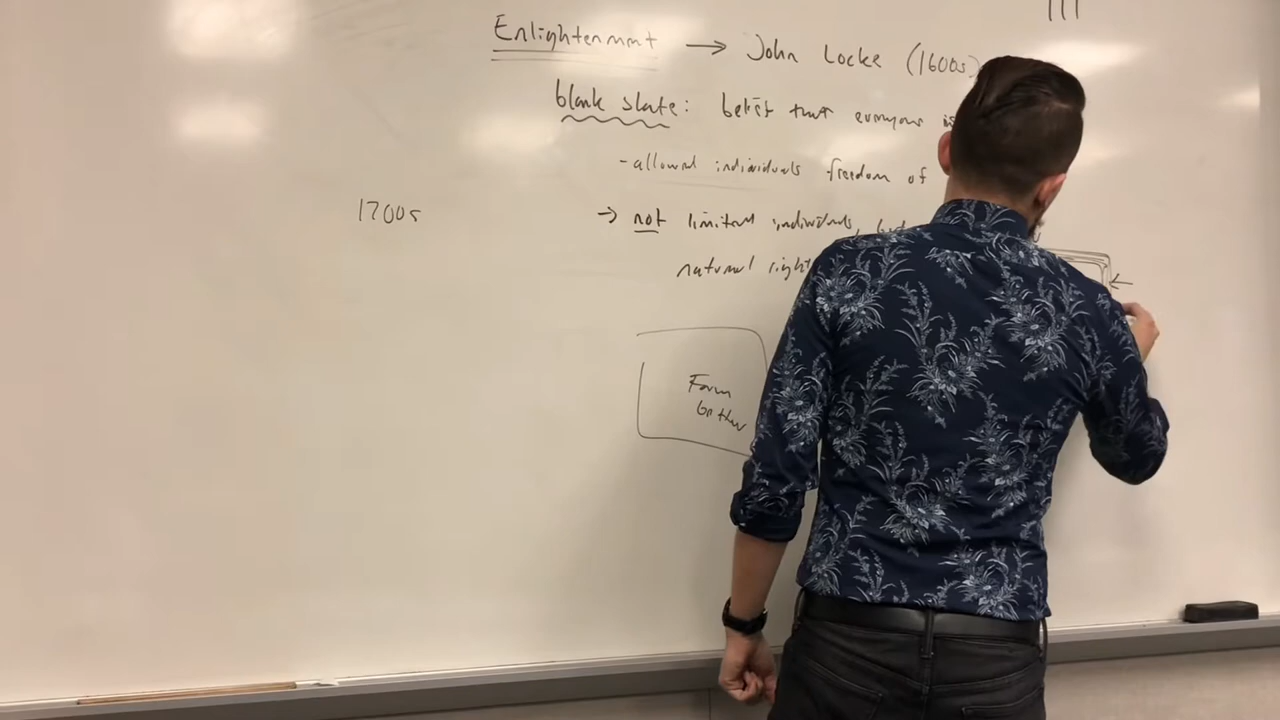 Enlightenment → John Locke (1600s)
blank slate: belief that everyone is
-allowed individuals freedom of
→ not limited individuals,
natural right
1700s
Form
better